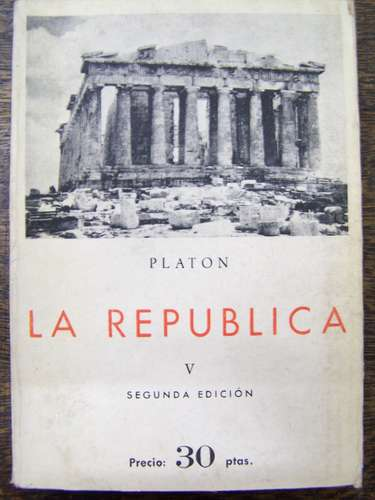 PLATON
LA REPUBLICA
V
SEGUNDA EDICIÓN
Precio: 30 ptas.